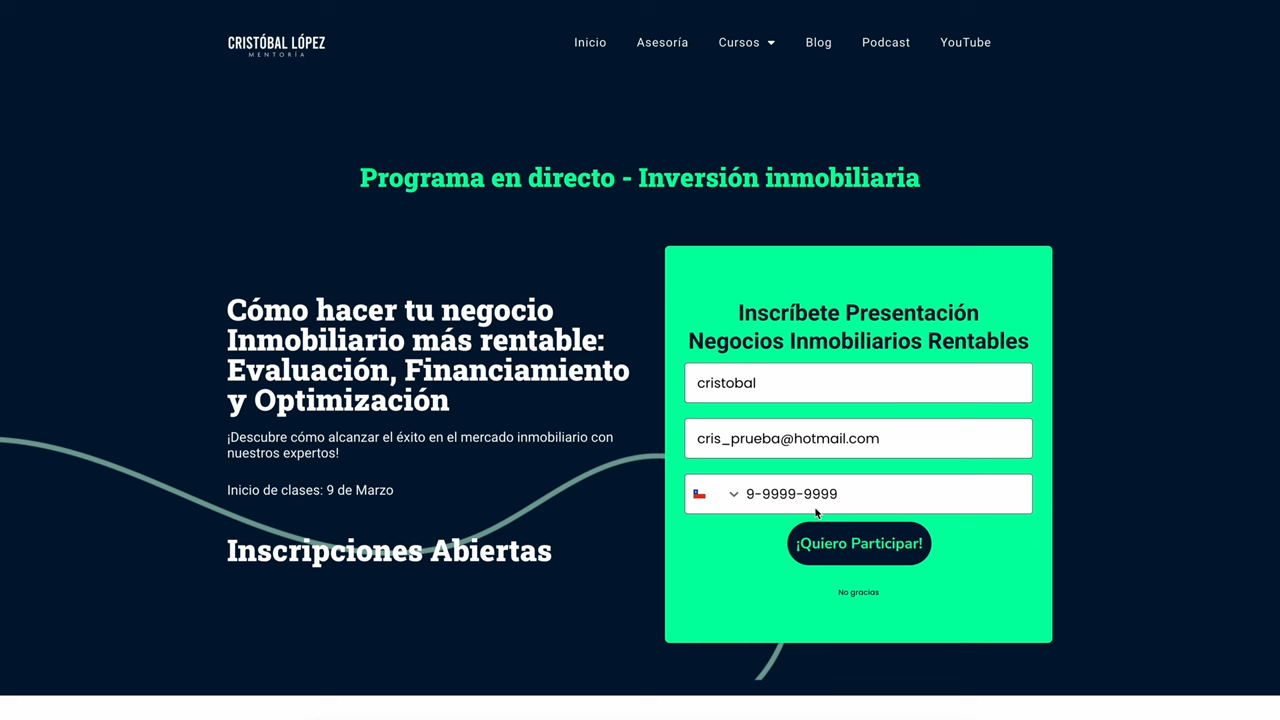 CRISTÓBAL LÓPEZ
MENTORÍA
Inicio
Asesoría
Cursos
Blog
Podcast
YouTube
Programa en directo - Inversión inmobiliaria
Cómo hacer tu negocio
Inmobiliario más rentable:
Evaluación, Financiamiento
y Optimización
¡Descubre cómo alcanzar el éxito en el mercado inmobiliario con
nuestros expertos!
Inicio de clases: 9 de Marzo
Inscripciones Abiertas
Inscríbete Presentación
Negocios Inmobiliarios Rentables
cristobal
cris_prueba@hotmail.com
9-9999-9999
¡Quiero Participar!
No gracias